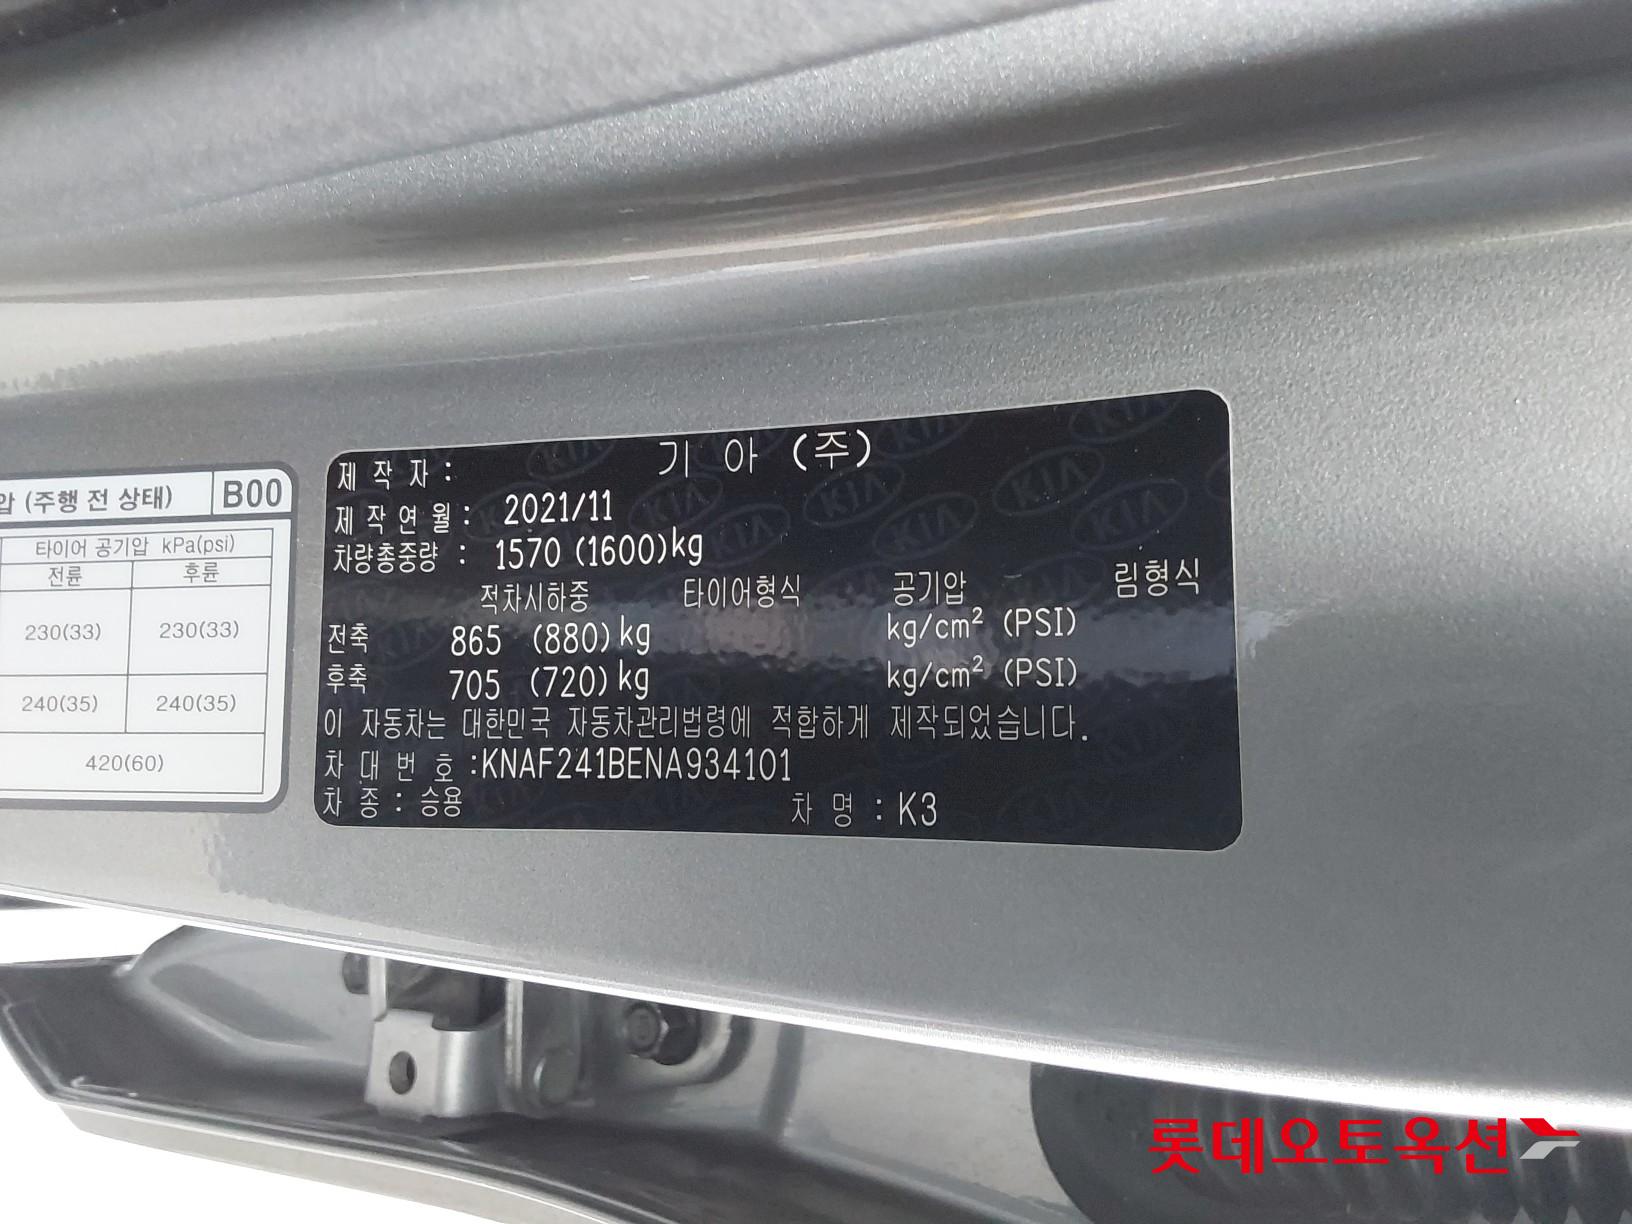 압 (주행 전 상태) B00
타이어 공기압 kPa(psi)
전륜 후륜
230(33) 230(33)
240(35) 240(35)
420(60)
제 작 자 : 기 아 (주)
제 작 연 월 : 2021/11
차량총중량 : 1570 (1600)kg
적차시하중 타이어형식 공기압 림형식
전축 865 (880)kg kg/cm² (PSI)
후축 705 (720)kg kg/cm² (PSI)
이 자동차는 대한민국 자동차관리법령에 적합하게 제작되었습니다.
차 대 번 호 :KNAF241BENA934101
차 종 : 승용 차 명 : K3
롯데오토옥션